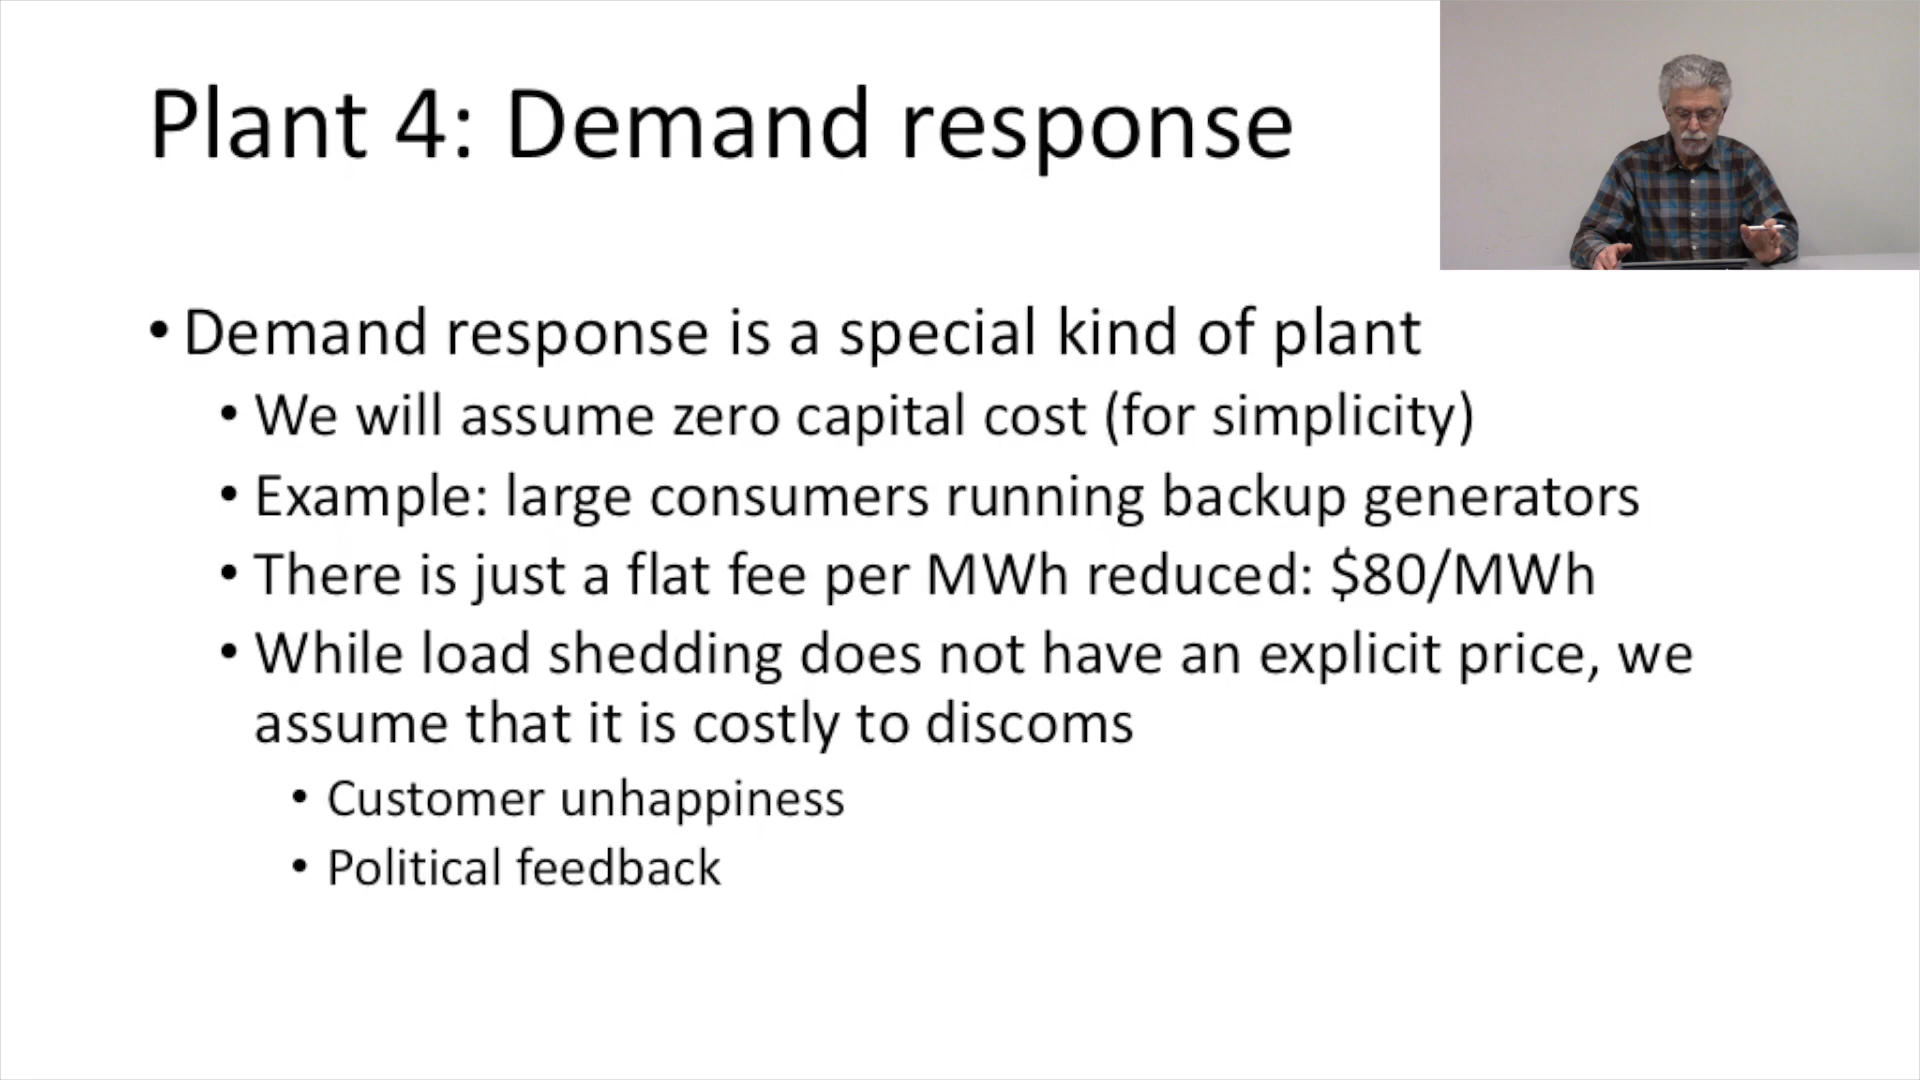 Plant 4: Demand response
• Demand response is a special kind of plant
• We will assume zero capital cost (for simplicity)
• Example: large consumers running backup generators
• There is just a flat fee per MWh reduced: $80/MWh
• While load shedding does not have an explicit price, we
assume that it is costly to discoms
• Customer unhappiness
• Political feedback